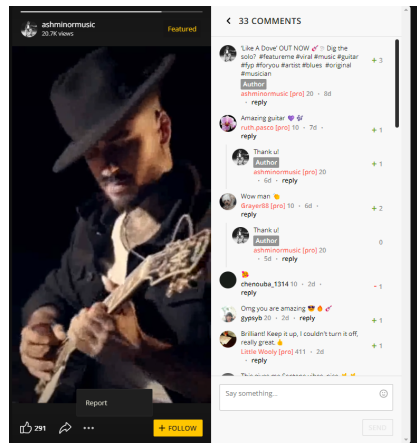 ashminormusic
20.7K views
Featured
Report
291
+ FOLLOW
33 COMMENTS
'Like A Dove' OUT NOW 🎸🕊 Dig the
solo? #featureme #viral #music #guitar
#fyp #foryou #artist #blues #original
#musician
Author
ashminormusic [pro] 20 • 8d
• reply
+ 3
Amazing guitar 💜 🎸
ruth.pasco [pro] 10 • 7d •
reply
+ 1
Thank u!
Author
ashminormusic [pro] 20
• 6d • reply
+ 1
Wow man 👏
Grayer88 [pro] 10 • 6d •
reply
+ 2
Thank u!
Author
ashminormusic [pro] 20
• 5d • reply
0
chenouba_1314 10 • 2d •
reply
- 1
Omg you are amazing 😎 🔥 🎸
gypsyb 20 • 2d • reply
+ 1
Brilliant! Keep it up, I couldn't turn it off,
really great. 🔥
Little Wooly [pro] 411 • 2d
• reply
+ 1
Say something...
SEND